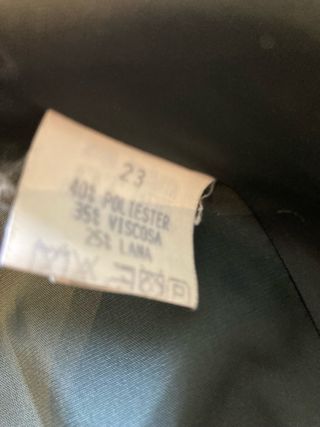 23
40% POLIESTER
35% VISCOSA
25% LANA